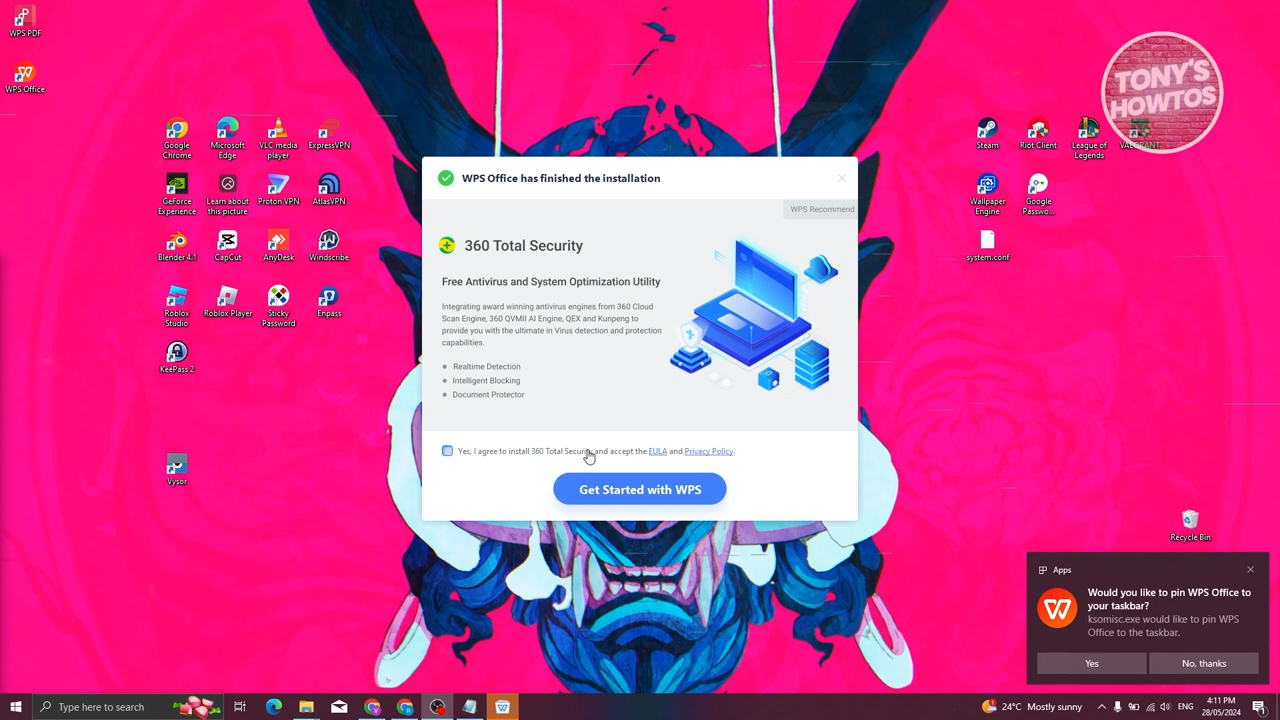 WPS PDF
WPS Office
Google Chrome
Microsoft Edge
VLC media player
ExpressVPN
GeForce Experience
Learn about this picture
Proton VPN
AtlasVPN
Blender 4.1
CapCut
AnyDesk
Windscribe
Roblox Studio
Roblox Player
Sticky Password
Enpass
KeePass 2
Vysor
TONY'S
HOWTOS
Steam
Riot Client
League of Legends
VALORANT
Wallpaper Engine
Google Passwo...
system.conf
Recycle Bin
WPS Office has finished the installation
WPS Recommend
360 Total Security
Free Antivirus and System Optimization Utility
Integrating award winning antivirus engines from 360 Cloud
Scan Engine, 360 QVMII AI Engine, QEX and Kunpeng to
provide you with the ultimate in Virus detection and protection
capabilities.
Realtime Detection
Intelligent Blocking
Document Protector
Yes, I agree to install 360 Total Security and accept the EULA and Privacy Policy.
Get Started with WPS
Apps
Would you like to pin WPS Office to
your taskbar?
ksomisc.exe would like to pin WPS
Office to the taskbar.
Yes
No, thanks
Type here to search
24°C Mostly sunny
ENG
4:11 PM
28/05/2024